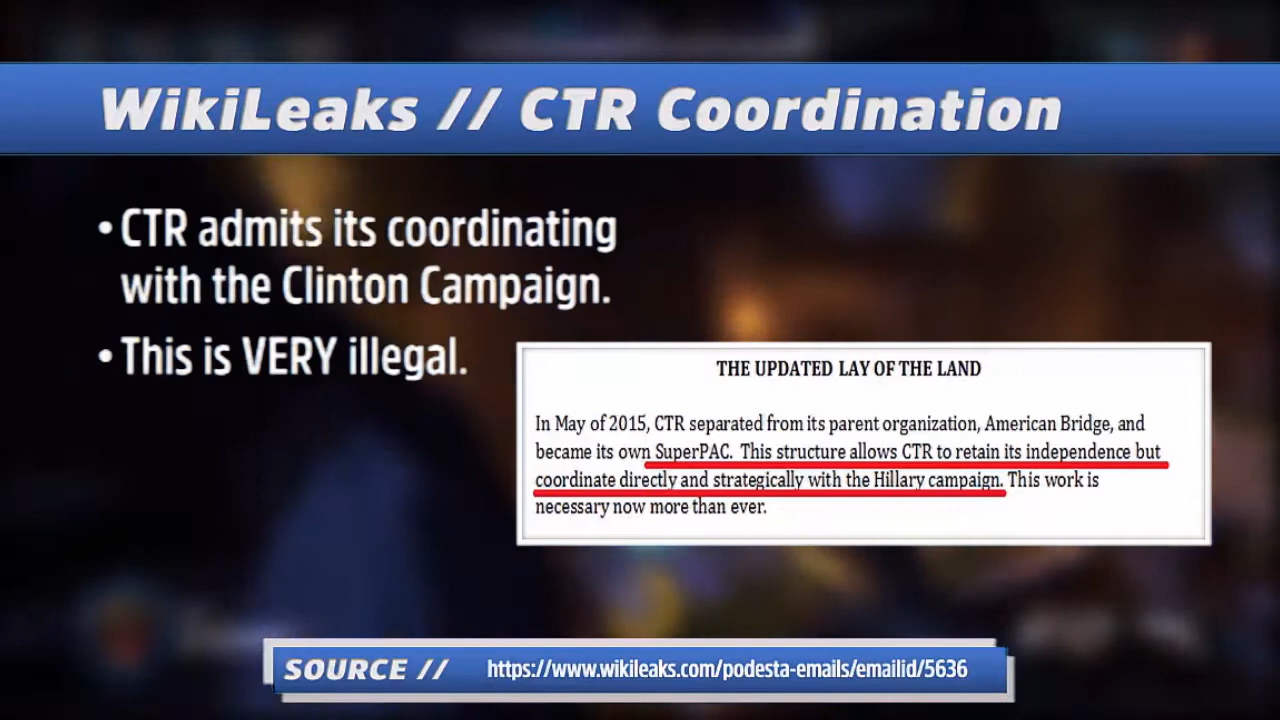 WikiLeaks // CTR Coordination
• CTR admits its coordinating
with the Clinton Campaign.
• This is VERY illegal.
THE UPDATED LAY OF THE LAND
In May of 2015, CTR separated from its parent organization, American Bridge, and
became its own SuperPAC. This structure allows CTR to retain its independence but
coordinate directly and strategically with the Hillary campaign. This work is
necessary now more than ever.
SOURCE // https://www.wikileaks.com/podesta-emails/emailid/5636